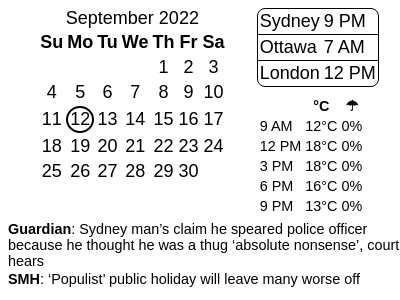 September 2022
Su Mo Tu We Th Fr Sa
1 2 3
4 5 6 7 8 9 10
11 12 13 14 15 16 17
18 19 20 21 22 23 24
25 26 27 28 29 30
Sydney 9 PM
Ottawa 7 AM
London 12 PM
°C ☂
9 AM 12°C 0%
12 PM 18°C 0%
3 PM 18°C 0%
6 PM 16°C 0%
9 PM 13°C 0%
Guardian: Sydney man’s claim he speared police officer
because he thought he was a thug ‘absolute nonsense’, court
hears
SMH: ‘Populist’ public holiday will leave many worse off